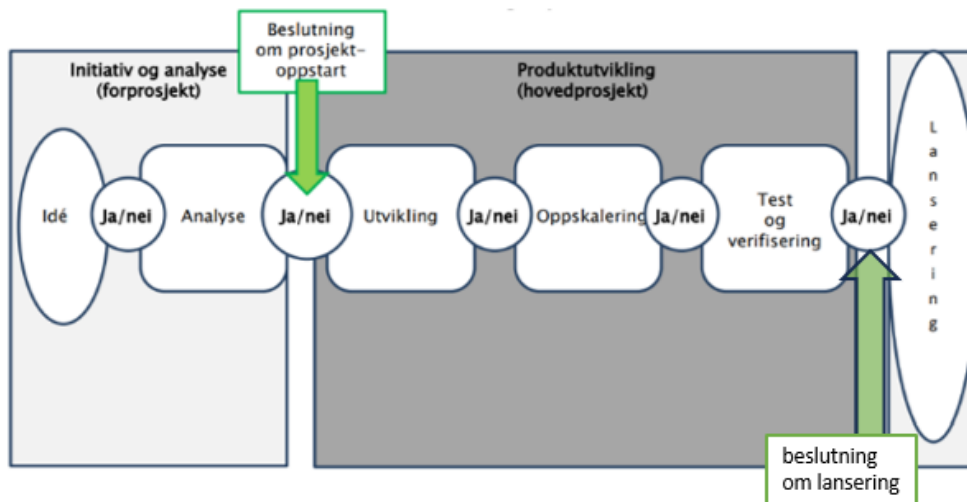 Beslutning
om prosjekt-
oppstart
Initiativ og analyse
(forprosjekt)
Produktutvikling
(hovedprosjekt)
Idé
Ja/nei
Analyse
Ja/nei
Utvikling
Ja/nei
Oppskalering
Ja/nei
Test
og
verifisering
Ja/nei
L
a
n
s
e
r
i
n
g
beslutning
om lansering